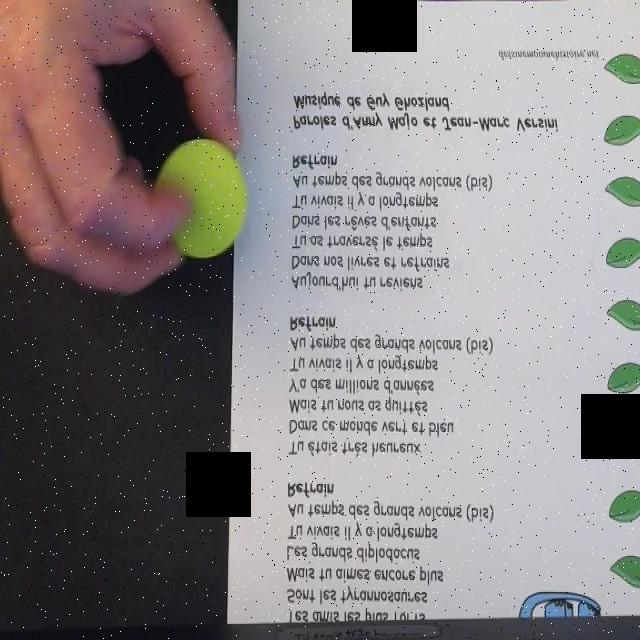 Tes amis les plus forts
Sont les tyrannosaures
Mais tu aimes encore plus
Les grands diplodocus
Tu vivais il y a longtemps
Au temps des grands volcans (bis)
Refrain
Tu étais très heureux
Dans ce monde vert et bleu
Mais tu nous as quittés
Y'a des millions d'années
Tu vivais il y a longtemps
Au temps des grands volcans (bis)
Refrain
Aujourd'hui tu reviens
Dans nos livres et refrains
Tu as traversé le temps
Dans les rêves d'enfants
Tu vivais il y a longtemps
Au temps des grands volcans (bis)
Refrain
Paroles d'Anny Majo et Jean-Marc Versini
Musique de Guy Ghozland
dessinemoiunehistoire.net